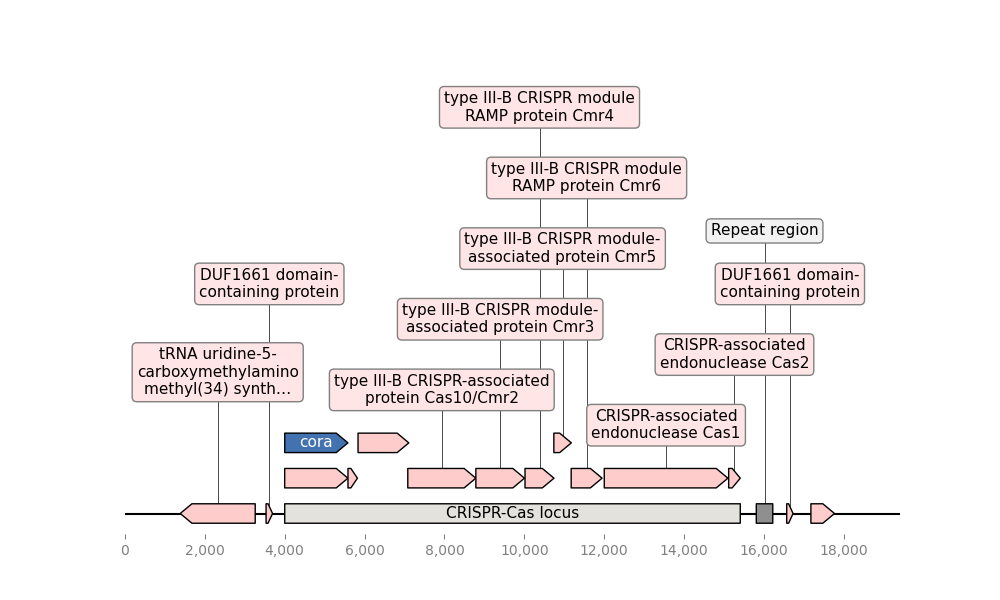 type III-B CRISPR module
RAMP protein Cmr4
type III-B CRISPR module
RAMP protein Cmr6
Repeat region
type III-B CRISPR module-
associated protein Cmr5
DUF1661 domain-
containing protein
DUF1661 domain-
containing protein
type III-B CRISPR module-
associated protein Cmr3
CRISPR-associated
endonuclease Cas2
tRNA uridine-5-
carboxymethylamino
methyl(34) synth...
type III-B CRISPR-associated
protein Cas10/Cmr2
CRISPR-associated
endonuclease Cas1
cora
CRISPR-Cas locus
0 2,000 4,000 6,000 8,000 10,000 12,000 14,000 16,000 18,000